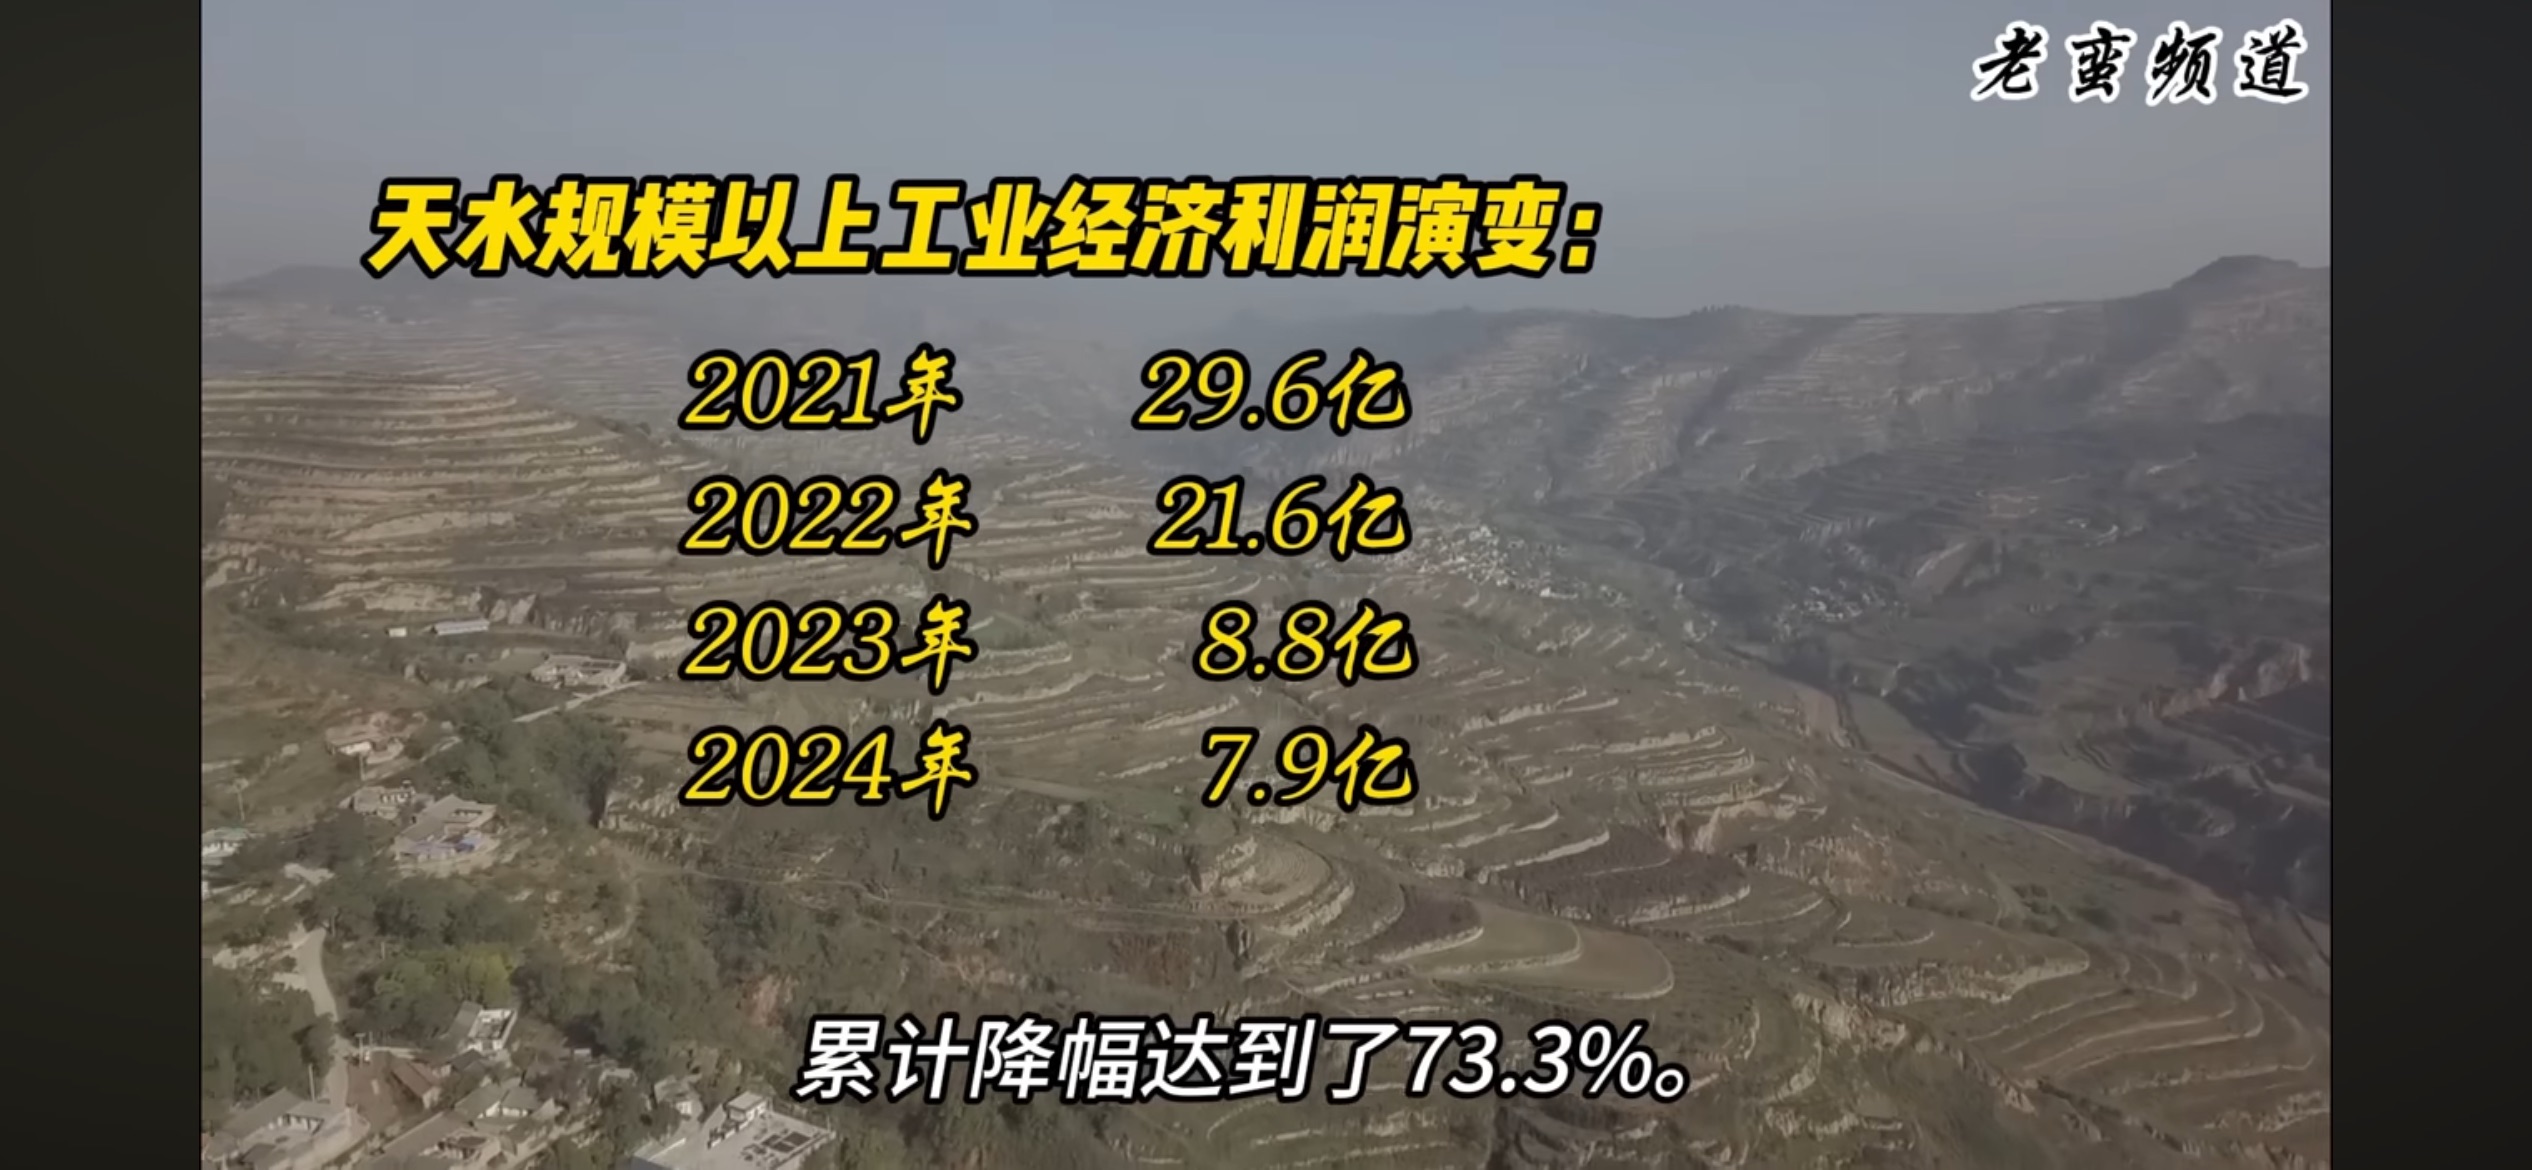 老蛮频道
天水规模以上工业经济利润演变：
2021年 29.6亿
2022年 21.6亿
2023年 8.8亿
2024年 7.9亿
累计降幅达到了73.3%。